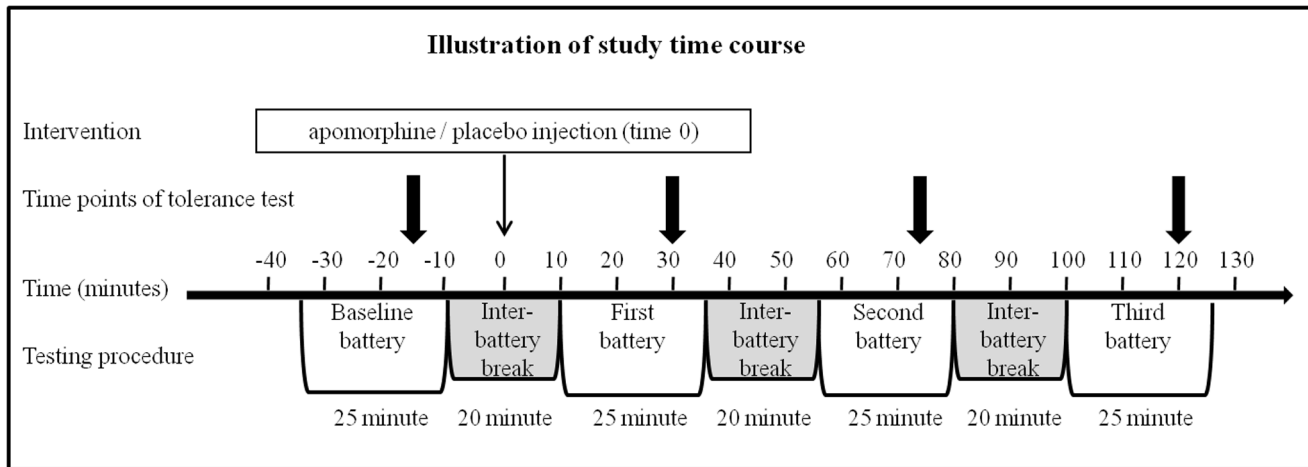 Illustration of study time course
Intervention
apomorphine / placebo injection (time 0)
Time points of tolerance test
-40 -30 -20 -10 0 10 20 30 40 50 60 70 80 90 100 110 120 130
Time (minutes)
Testing procedure
Baseline
battery
Inter-
battery
break
First
battery
Inter-
battery
break
Second
battery
Inter-
battery
break
Third
battery
25 minute 20 minute 25 minute 20 minute 25 minute 20 minute 25 minute